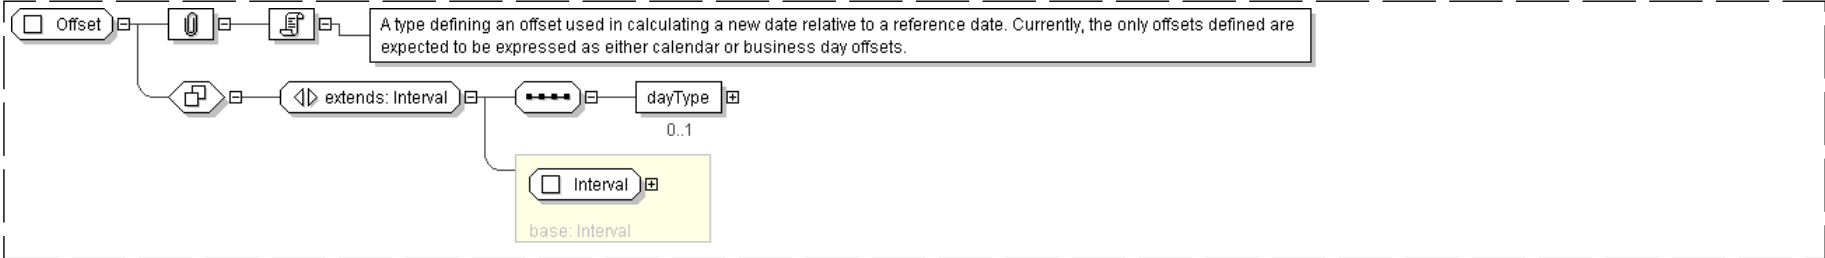 Offset
A type defining an offset used in calculating a new date relative to a reference date. Currently, the only offsets defined are
expected to be expressed as either calendar or business day offsets.
extends: Interval
dayType
0..1
Interval
base: Interval